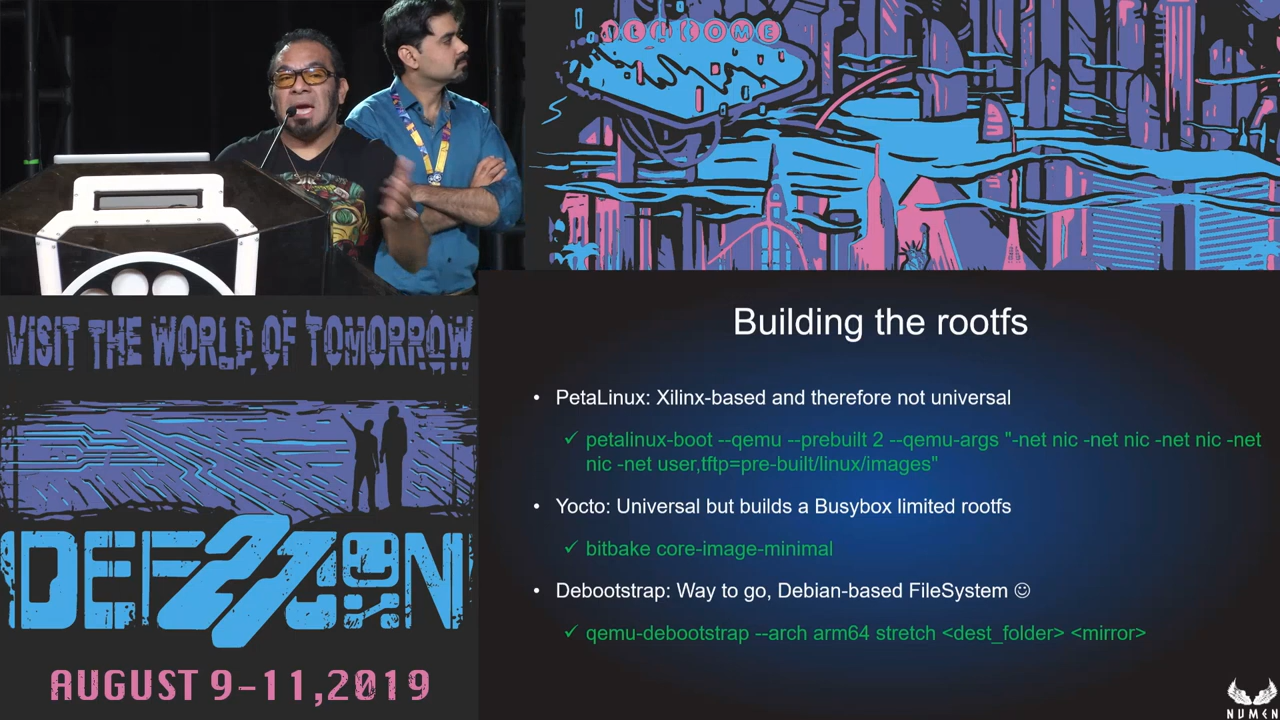 WELCOME
VISIT THE WORLD OF TOMORROW
DEF27CON
AUGUST 9-11,2019
Building the rootfs
• PetaLinux: Xilinx-based and therefore not universal
✓ petalinux-boot --qemu --prebuilt 2 --qemu-args "-net nic -net nic -net nic -net
nic -net user,tftp=pre-built/linux/images"
• Yocto: Universal but builds a Busybox limited rootfs
✓ bitbake core-image-minimal
• Debootstrap: Way to go, Debian-based FileSystem ☺
✓ qemu-debootstrap --arch arm64 stretch <dest_folder> <mirror>
NUMEN